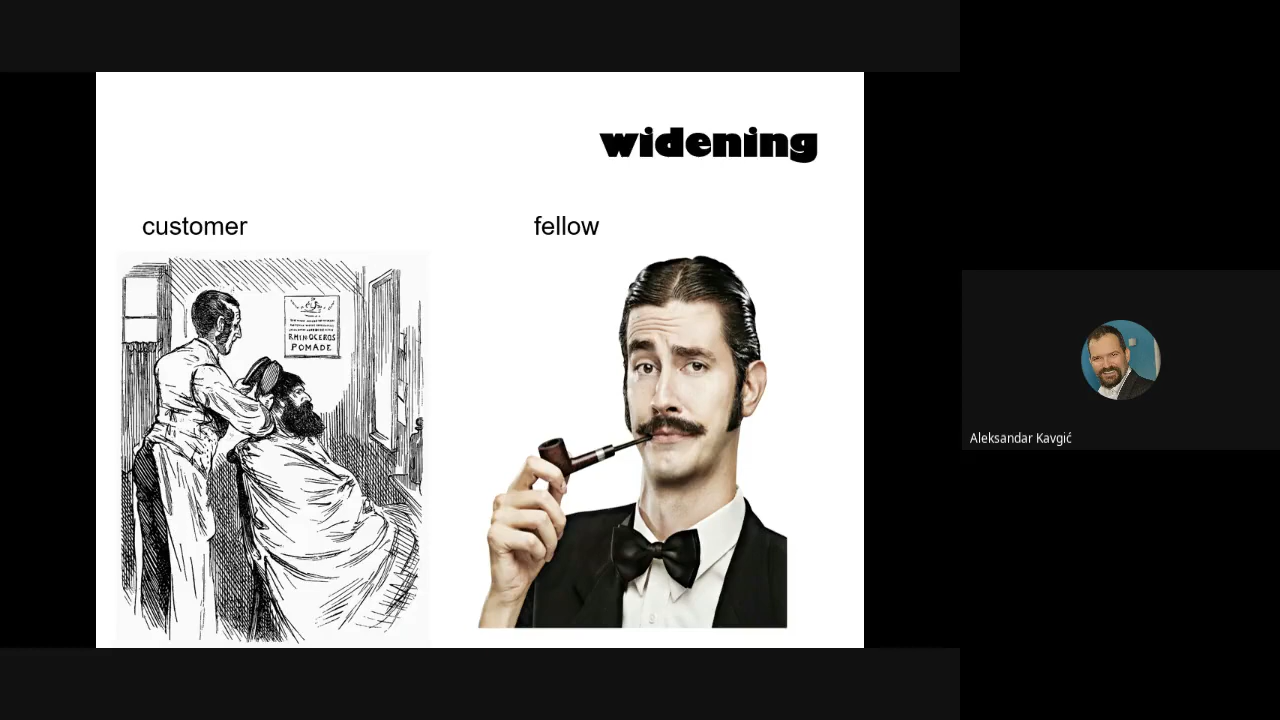 widening
customer
fellow
RHINOCEROS
POMADE
Aleksandar Kavgić